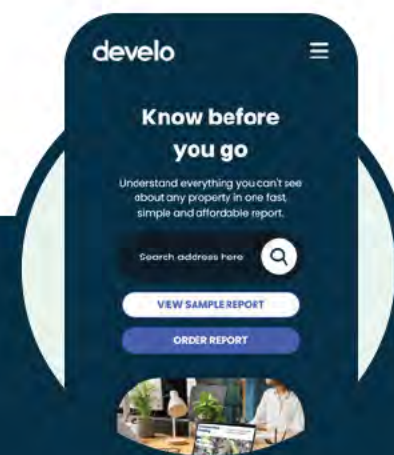 develo
Know before
you go
Understand everything you can't see
about any property in one fast,
simple and affordable report.
Search address here
VIEW SAMPLE REPORT
ORDER REPORT